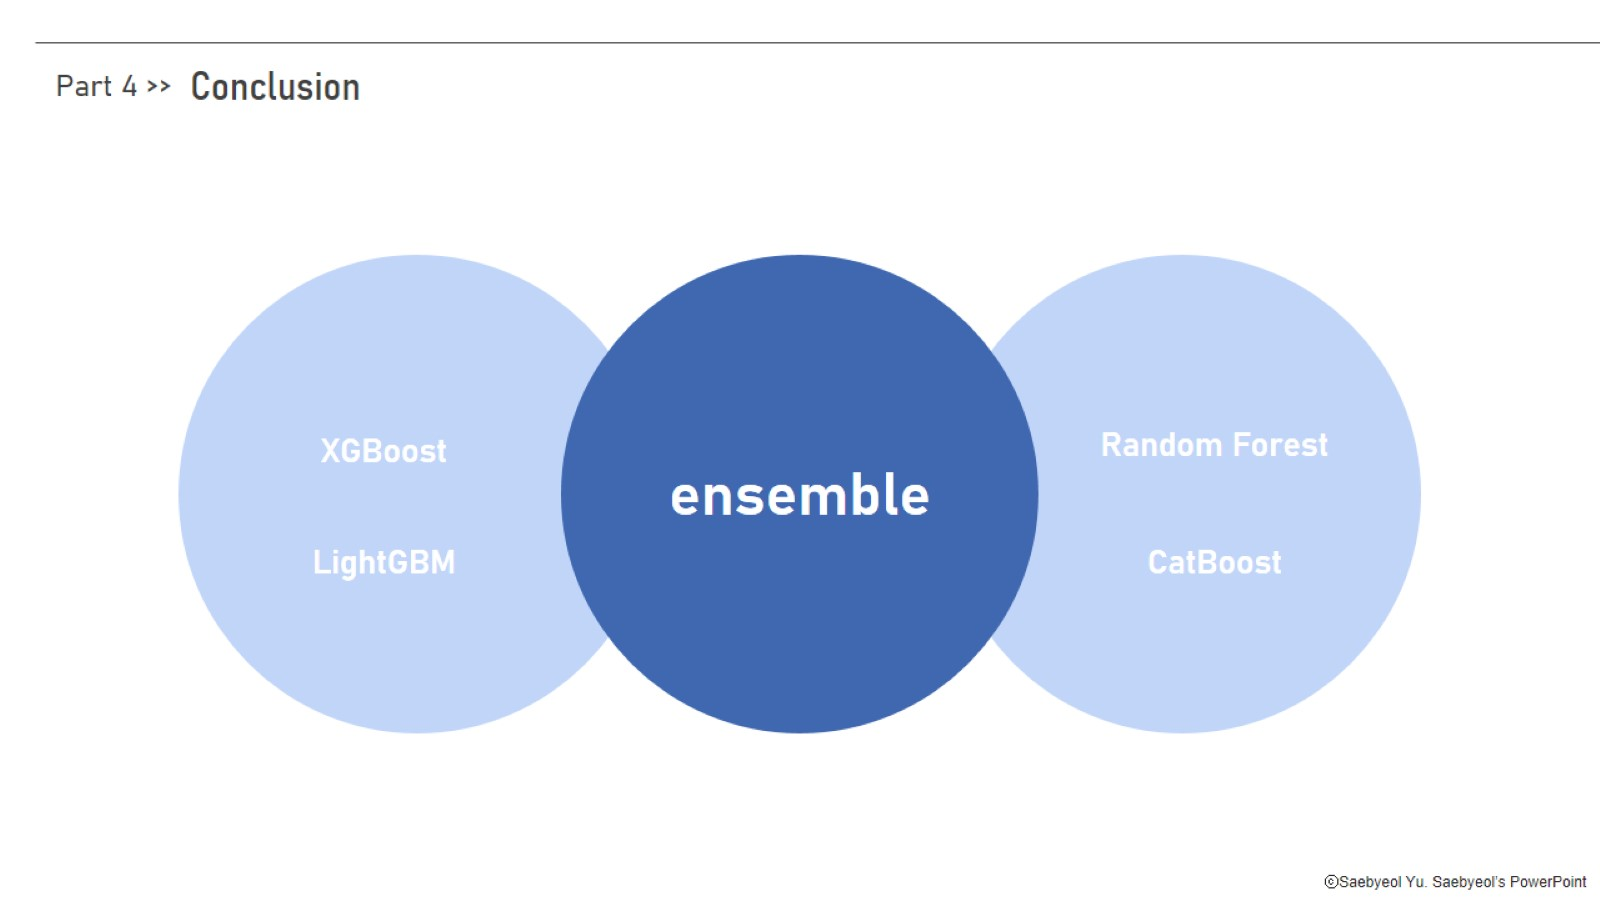 Part 4 >> Conclusion
XGBoost
LightGBM
ensemble
Random Forest
CatBoost
©Saebyeol Yu. Saebyeol's PowerPoint